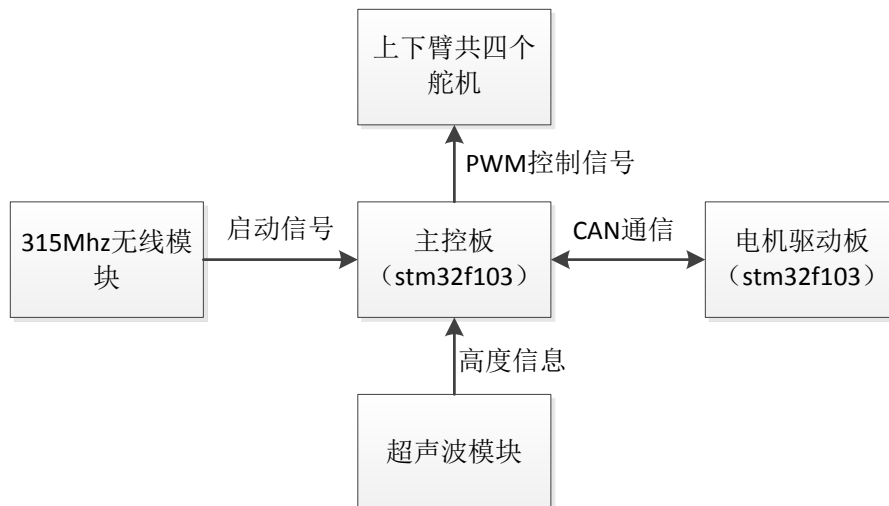 上下臂共四个
舵机
PWM控制信号
315Mhz无线模
块
启动信号
主控板
（stm32f103）
CAN通信
电机驱动板
（stm32f103）
高度信息
超声波模块